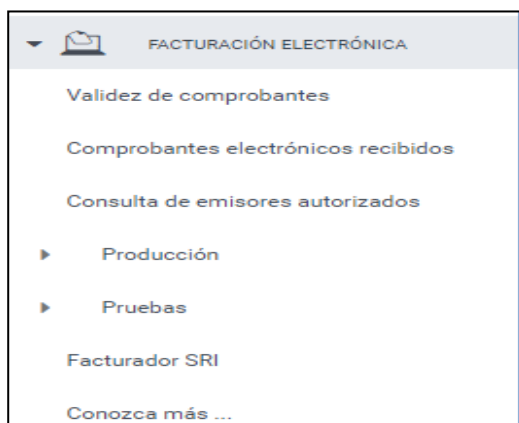 FACTURACIÓN ELECTRÓNICA
Validez de comprobantes
Comprobantes electrónicos recibidos
Consulta de emisores autorizados
Producción
Pruebas
Facturador SRI
Conozca más ...